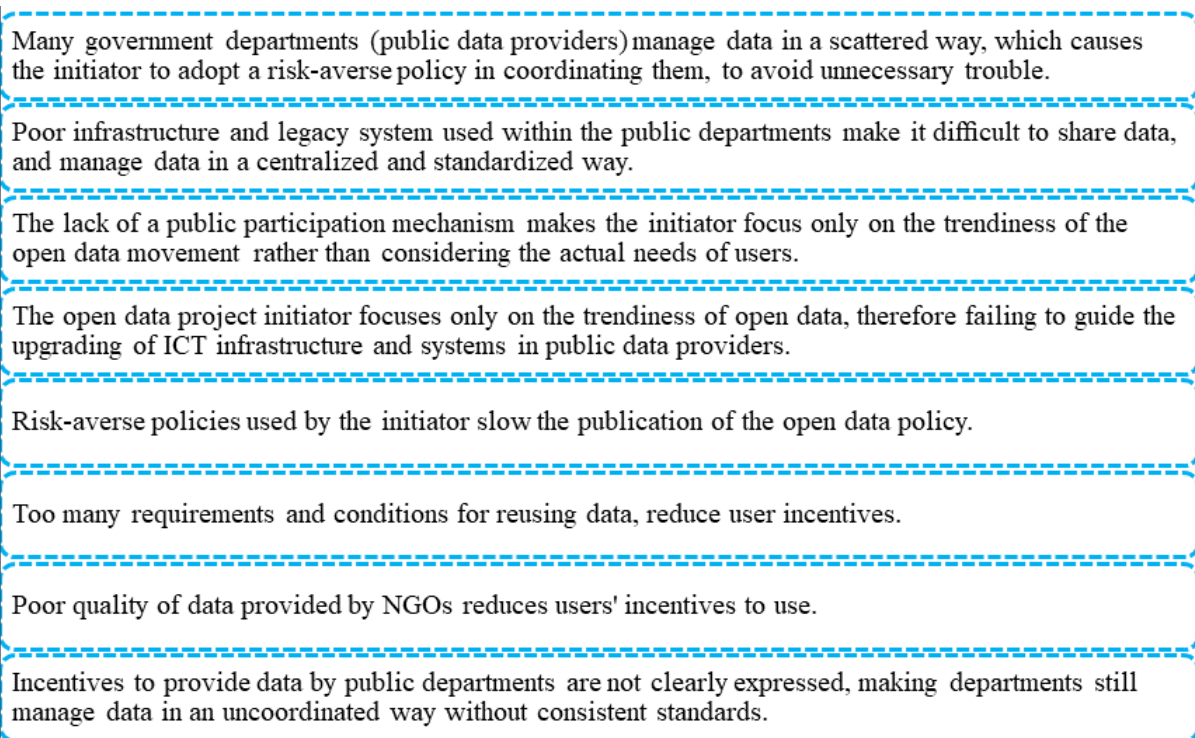 Many government departments (public data providers) manage data in a scattered way, which causes
the initiator to adopt a risk-averse policy in coordinating them, to avoid unnecessary trouble.
Poor infrastructure and legacy system used within the public departments make it difficult to share data,
and manage data in a centralized and standardized way.
The lack of a public participation mechanism makes the initiator focus only on the trendiness of the
open data movement rather than considering the actual needs of users.
The open data project initiator focuses only on the trendiness of open data, therefore failing to guide the
upgrading of ICT infrastructure and systems in public data providers.
Risk-averse policies used by the initiator slow the publication of the open data policy.
Too many requirements and conditions for reusing data, reduce user incentives.
Poor quality of data provided by NGOs reduces users' incentives to use.
Incentives to provide data by public departments are not clearly expressed, making departments still
manage data in an uncoordinated way without consistent standards.